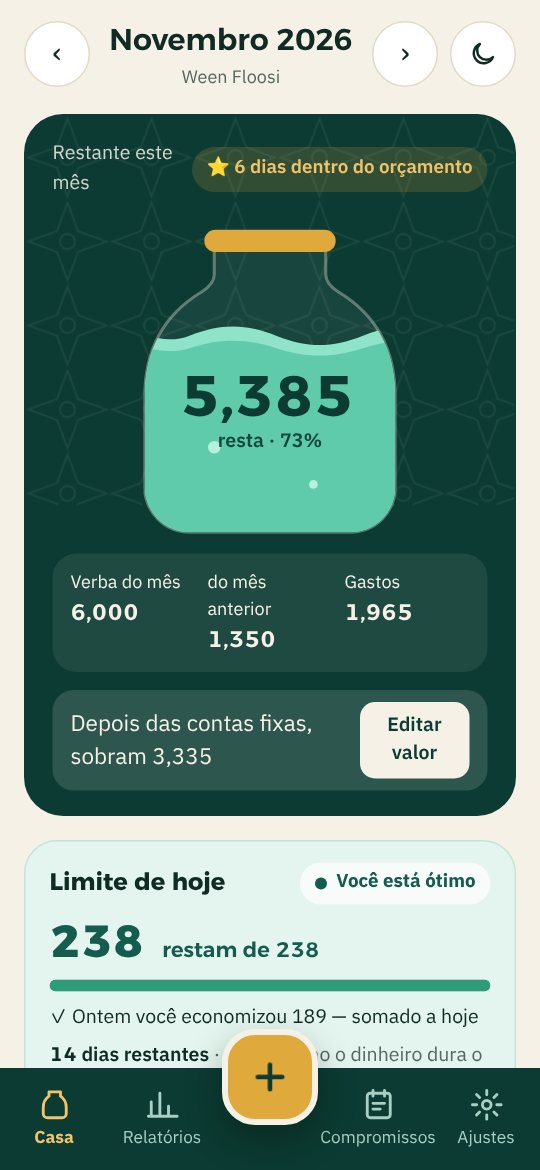 Novembro 2026
Ween Floosi
Restante este
mês
⭐ 6 dias dentro do orçamento
5,385
resta · 73%
Verba do mês
6,000
do mês
anterior
1,350
Gastos
1,965
Depois das contas fixas,
sobram 3,335
Editar
valor
Limite de hoje
Você está ótimo
238 restam de 238
✓ Ontem você economizou 189 — somado a hoje
14 dias restantes · o dinheiro dura o
Casa
Relatórios
Compromissos
Ajustes